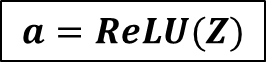 a = ReLU(Z)